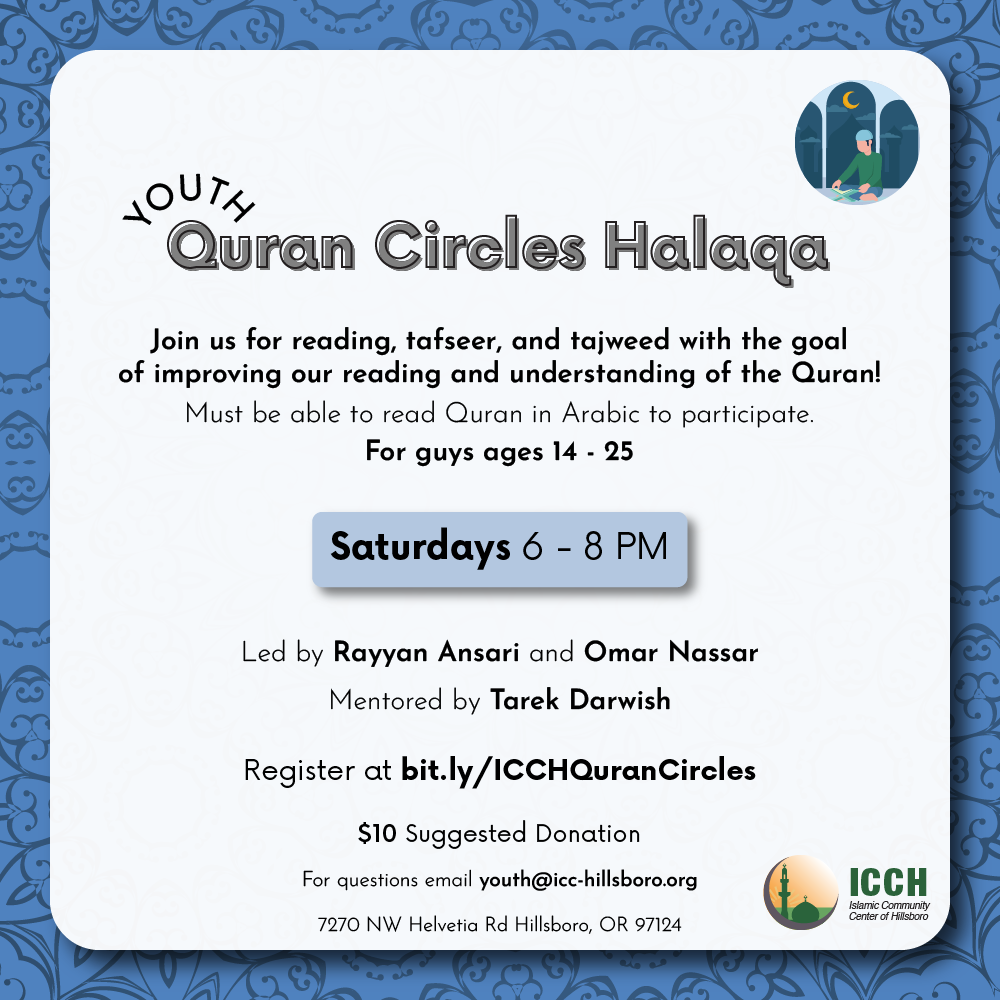 YOUTH
Quran Circles Halaqa
Join us for reading, tafseer, and tajweed with the goal
of improving our reading and understanding of the Quran!
Must be able to read Quran in Arabic to participate.
For guys ages 14 - 25
Saturdays 6 - 8 PM
Led by Rayyan Ansari and Omar Nassar
Mentored by Tarek Darwish
Register at bit.ly/ICCHQuranCircles
$10 Suggested Donation
For questions email youth@icc-hillsboro.org
7270 NW Helvetia Rd Hillsboro, OR 97124
ICCH
Islamic Community
Center of Hillsboro